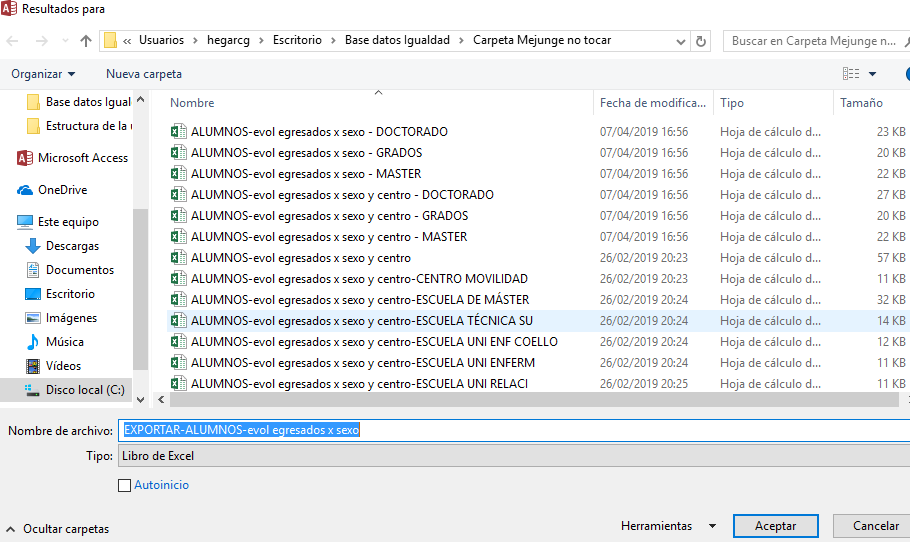 Resultados para
« Usuarios > hegarcg > Escritorio > Base datos Igualdad > Carpeta Mejunge no tocar
Buscar en Carpeta Mejunge n...
Organizar Nueva carpeta
Base datos Igual
Estructura de la u
Microsoft Access
OneDrive
Este equipo
Descargas
Documentos
Escritorio
Imágenes
Música
Vídeos
Disco local (C:)
Nombre Fecha de modifica... Tipo Tamaño
ALUMNOS-evol egresados x sexo - DOCTORADO 07/04/2019 16:56 Hoja de cálculo d... 23 KB
ALUMNOS-evol egresados x sexo - GRADOS 07/04/2019 16:56 Hoja de cálculo d... 20 KB
ALUMNOS-evol egresados x sexo - MASTER 07/04/2019 16:56 Hoja de cálculo d... 22 KB
ALUMNOS-evol egresados x sexo y centro - DOCTORADO 07/04/2019 16:56 Hoja de cálculo d... 27 KB
ALUMNOS-evol egresados x sexo y centro - GRADOS 07/04/2019 16:56 Hoja de cálculo d... 20 KB
ALUMNOS-evol egresados x sexo y centro - MASTER 07/04/2019 16:56 Hoja de cálculo d... 22 KB
ALUMNOS-evol egresados x sexo y centro 26/02/2019 20:23 Hoja de cálculo d... 57 KB
ALUMNOS-evol egresados x sexo y centro-CENTRO MOVILIDAD 26/02/2019 20:23 Hoja de cálculo d... 11 KB
ALUMNOS-evol egresados x sexo y centro-ESCUELA DE MÁSTER 26/02/2019 20:24 Hoja de cálculo d... 32 KB
ALUMNOS-evol egresados x sexo y centro-ESCUELA TÉCNICA SU 26/02/2019 20:24 Hoja de cálculo d... 14 KB
ALUMNOS-evol egresados x sexo y centro-ESCUELA UNI ENF COELLO 26/02/2019 20:24 Hoja de cálculo d... 12 KB
ALUMNOS-evol egresados x sexo y centro-ESCUELA UNI ENFERM 26/02/2019 20:24 Hoja de cálculo d... 11 KB
ALUMNOS-evol egresados x sexo y centro-ESCUELA UNI RELACI 26/02/2019 20:25 Hoja de cálculo d... 11 KB
Nombre de archivo: EXPORTAR-ALUMNOS-evol egresados x sexo
Tipo: Libro de Excel
Autoinicio
Ocultar carpetas
Herramientas Aceptar Cancelar